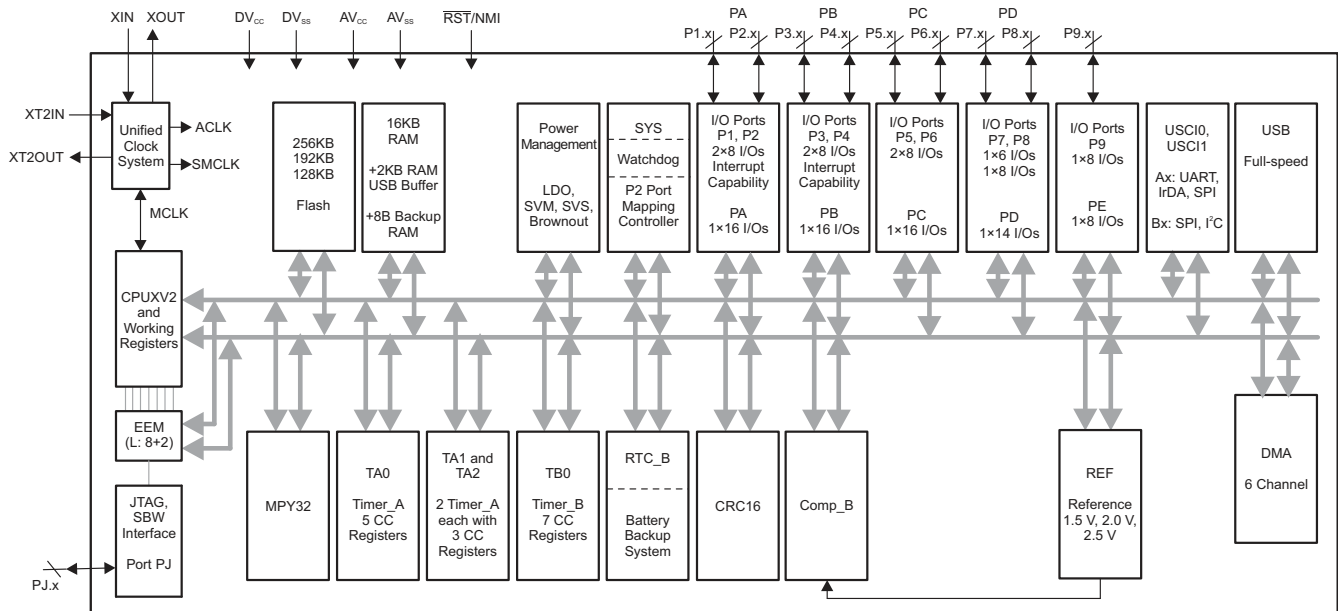 XIN
XOUT
DVCC
DVSS
AVCC
AVSS
RST/NMI
PA
PB
PC
PD
P1.x
P2.x
P3.x
P4.x
P5.x
P6.x
P7.x
P8.x
P9.x
XT2IN
XT2OUT
Unified
Clock
System
ACLK
SMCLK
MCLK
256KB
192KB
128KB
Flash
16KB
RAM
+2KB RAM
USB Buffer
+8B Backup
RAM
Power
Management
LDO,
SVM, SVS,
Brownout
SYS
Watchdog
P2 Port
Mapping
Controller
I/O Ports
P1, P2
2×8 I/Os
Interrupt
Capability
PA
1×16 I/Os
I/O Ports
P3, P4
2×8 I/Os
Interrupt
Capability
PB
1×16 I/Os
I/O Ports
P5, P6
2×8 I/Os
PC
1×16 I/Os
I/O Ports
P7, P8
1×6 I/Os
1×8 I/Os
PD
1×14 I/Os
I/O Ports
P9
1×8 I/Os
PE
1×8 I/Os
USCI0,
USCI1
Ax: UART,
IrDA, SPI
Bx: SPI, I²C
USB
Full-speed
CPUXV2
and
Working
Registers
EEM
(L: 8+2)
JTAG,
SBW
Interface
Port PJ
PJ.x
MPY32
TA0
Timer_A
5 CC
Registers
TA1 and
TA2
2 Timer_A
each with
3 CC
Registers
TB0
Timer_B
7 CC
Registers
RTC_B
Battery
Backup
System
CRC16
Comp_B
REF
Reference
1.5 V, 2.0 V,
2.5 V
DMA
6 Channel